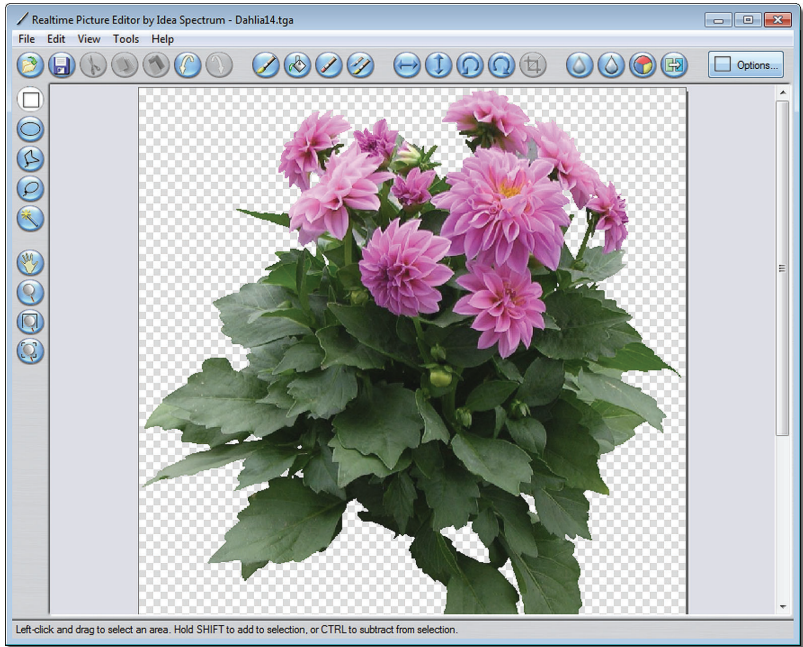 Realtime Picture Editor by Idea Spectrum - Dahlia14.tga
File Edit View Tools Help
Options...
Left-click and drag to select an area. Hold SHIFT to add to selection, or CTRL to subtract from selection.